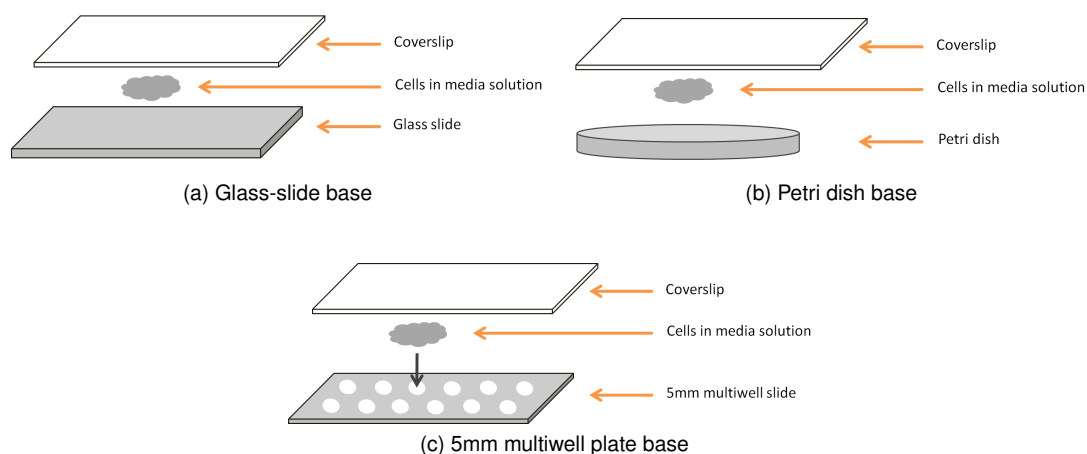 Coverslip
Cells in media solution
Glass slide
(a) Glass-slide base
Coverslip
Cells in media solution
Petri dish
(b) Petri dish base
Coverslip
Cells in media solution
5mm multiwell slide
(c) 5mm multiwell plate base